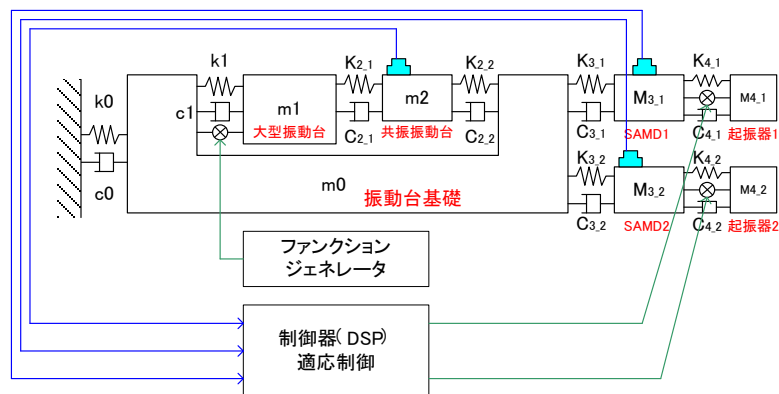 k0
c0
k1
c1
m1
大型振動台
K2_1
C2_1
m2
共振振動台
K2_2
C2_2
m0
振動台基礎
K3_1
C3_1
M3_1
SAMD1
K4_1
C4_1
M4_1
起振器1
K3_2
C3_2
M3_2
SAMD2
K4_2
C4_2
M4_2
起振器2
ファンクション
ジェネレータ
制御器(DSP)
適応制御